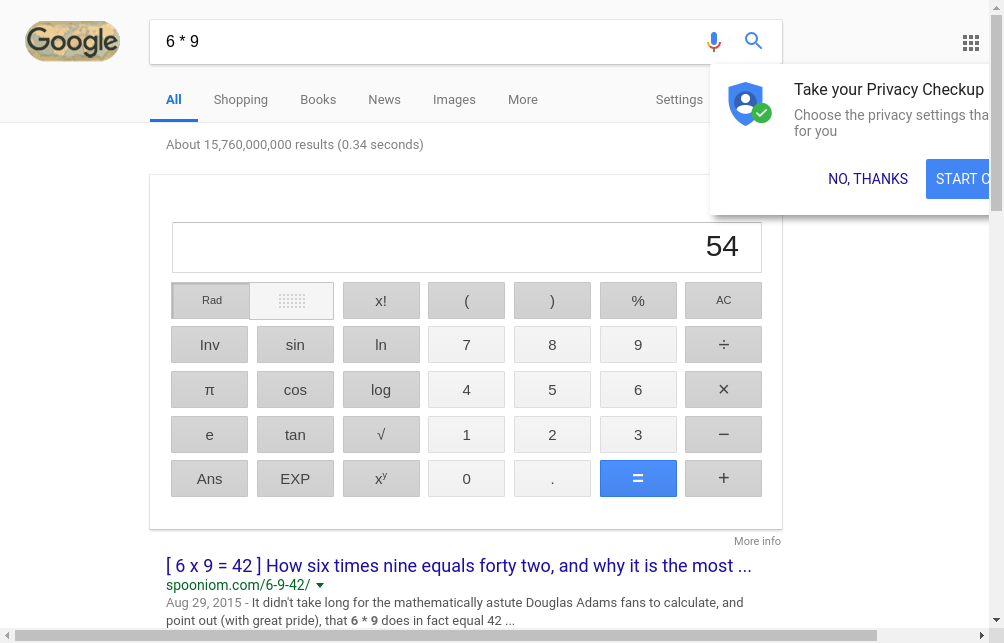 Google
6 * 9
All Shopping Books News Images More Settings
Take your Privacy Checkup
Choose the privacy settings tha
for you
NO, THANKS START C
About 15,760,000,000 results (0.34 seconds)
54
Rad x! ( ) % AC
Inv sin ln 7 8 9 ÷
π cos log 4 5 6 ×
e tan √ 1 2 3 −
Ans EXP xʸ 0 . = +
More info
[ 6 x 9 = 42 ] How six times nine equals forty two, and why it is the most ...
spooniom.com/6-9-42/
Aug 29, 2015 - It didn't take long for the mathematically astute Douglas Adams fans to calculate, and
point out (with great pride), that 6 * 9 does in fact equal 42 ...